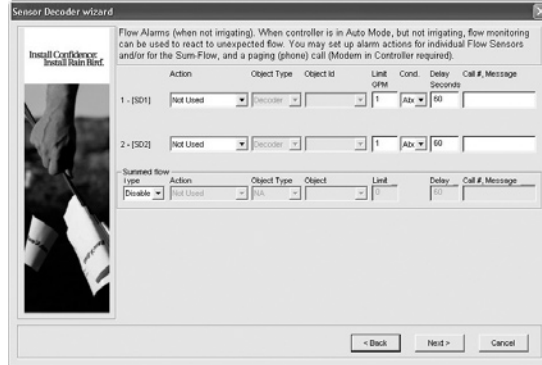 Sensor Decoder wizard
Install Confidence.
Install Rain Bird.
Flow Alarms (when not irrigating). When controller is in Auto Mode, but not irrigating, flow monitoring
can be used to react to unexpected flow. You may set up alarm actions for individual Flow Sensors
and/or for the Sum-Flow, and a paging (phone) call (Modem in Controller required).
Action Object Type Object Id Limit GPM Cond. Delay Seconds Call #, Message
1 - [SD1] Not Used Decoder 1 Abv 60
2 - [SD2] Not Used Decoder 1 Abv 60
Summed flow
Type Action Object Type Object Limit Delay Call #, Message
Disable Not Used NA 0 60
< Back Next > Cancel